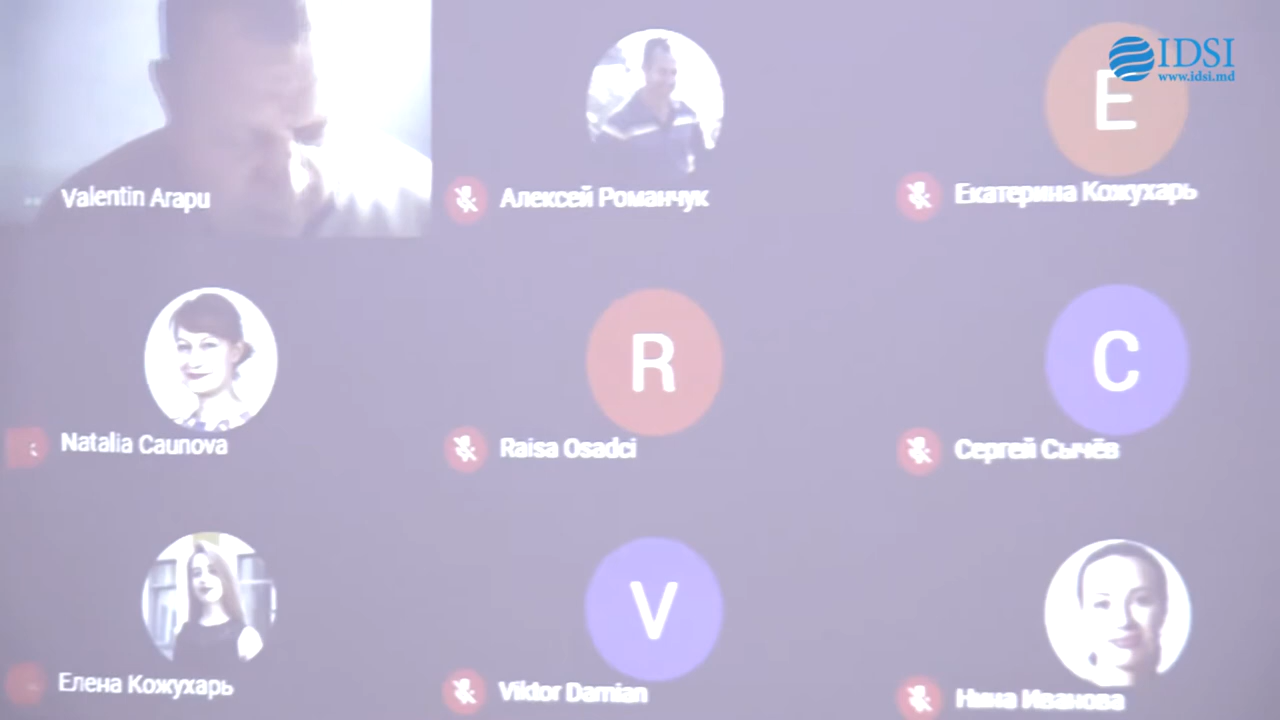 IDSI
www.idsi.md
E
Valentin Arapu
Алексей Романчук
Екатерина Кожухарь
R
C
Natalia Caunova
Raisa Osadci
Сергей Сычёв
V
Елена Кожухарь
Viktor Damian
Нина Иванова